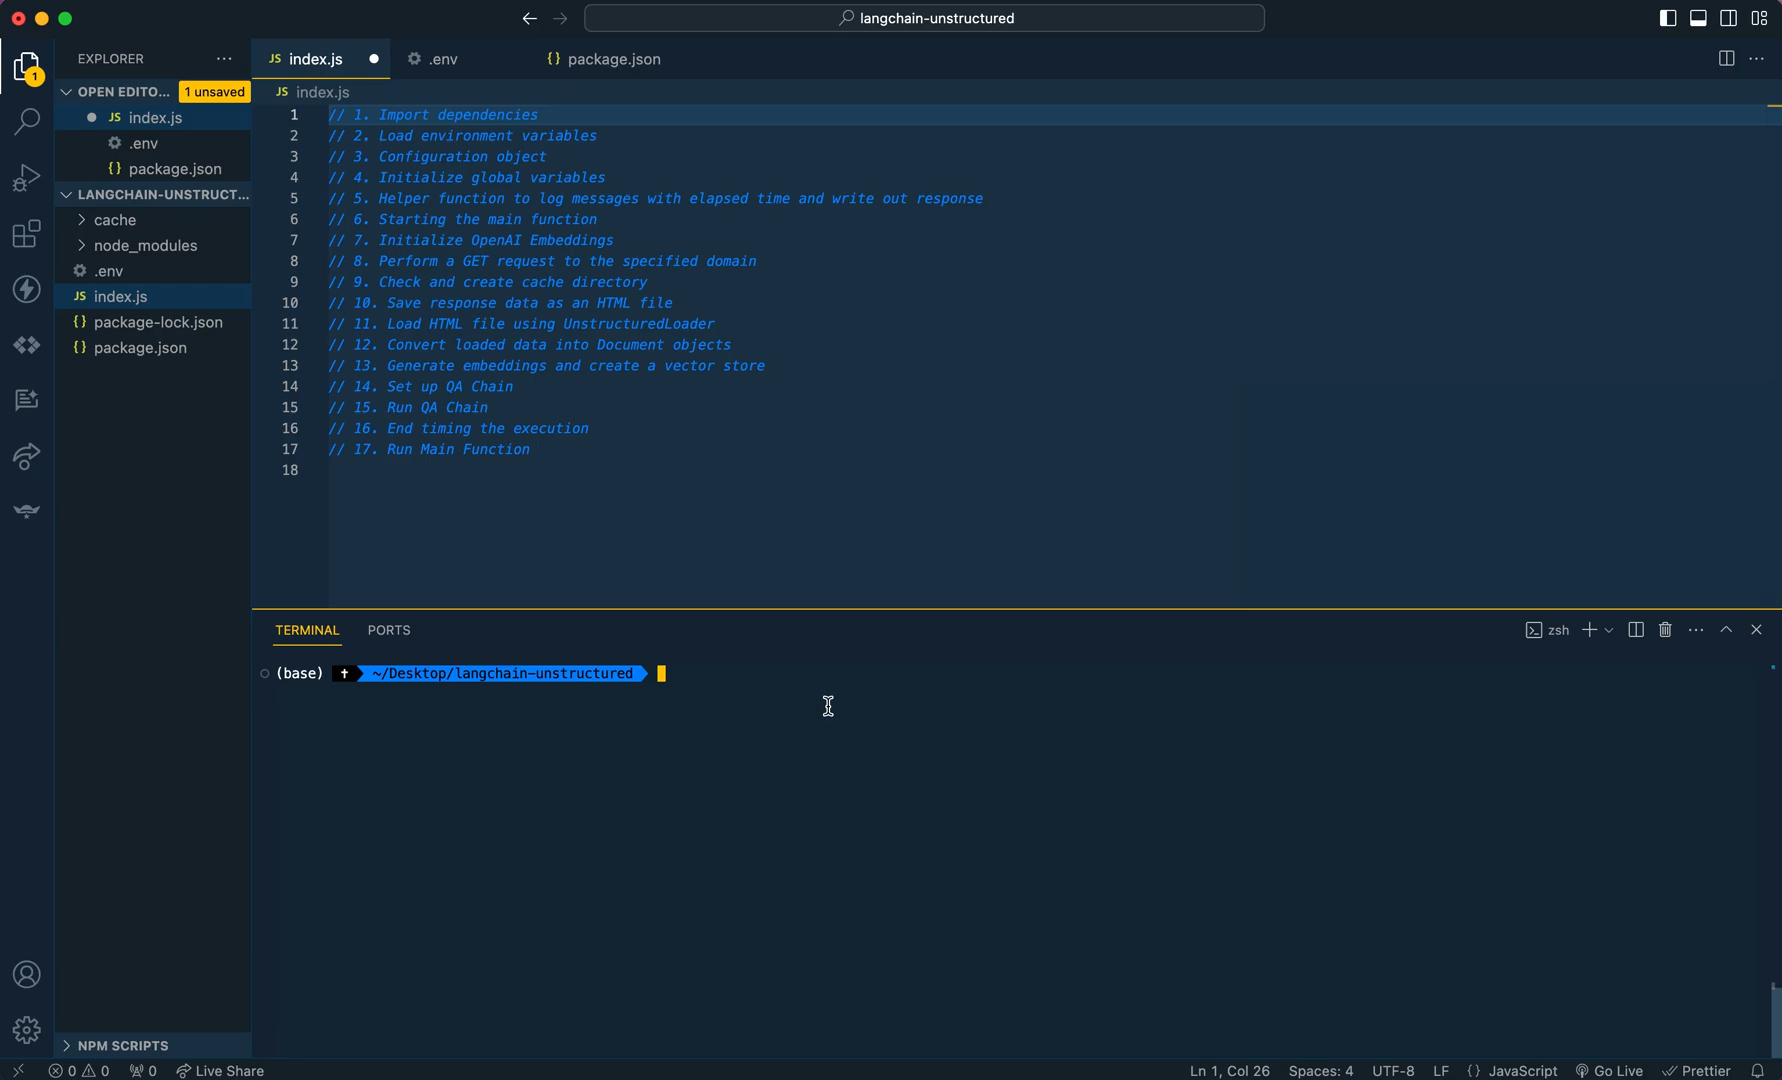 langchain-unstructured
EXPLORER
JS index.js
.env
{} package.json
OPEN EDITO... 1 unsaved
JS index.js
JS index.js
.env
{} package.json
LANGCHAIN-UNSTRUCT...
cache
node_modules
.env
JS index.js
{} package-lock.json
{} package.json
1
1 // 1. Import dependencies
2 // 2. Load environment variables
3 // 3. Configuration object
4 // 4. Initialize global variables
5 // 5. Helper function to log messages with elapsed time and write out response
6 // 6. Starting the main function
7 // 7. Initialize OpenAI Embeddings
8 // 8. Perform a GET request to the specified domain
9 // 9. Check and create cache directory
10 // 10. Save response data as an HTML file
11 // 11. Load HTML file using UnstructuredLoader
12 // 12. Convert loaded data into Document objects
13 // 13. Generate embeddings and create a vector store
14 // 14. Set up QA Chain
15 // 15. Run QA Chain
16 // 16. End timing the execution
17 // 17. Run Main Function
18
TERMINAL PORTS
zsh
(base) ✝ ~/Desktop/langchain-unstructured
NPM SCRIPTS
0 0 0 Live Share
Ln 1, Col 26 Spaces: 4 UTF-8 LF {} JavaScript Go Live Prettier